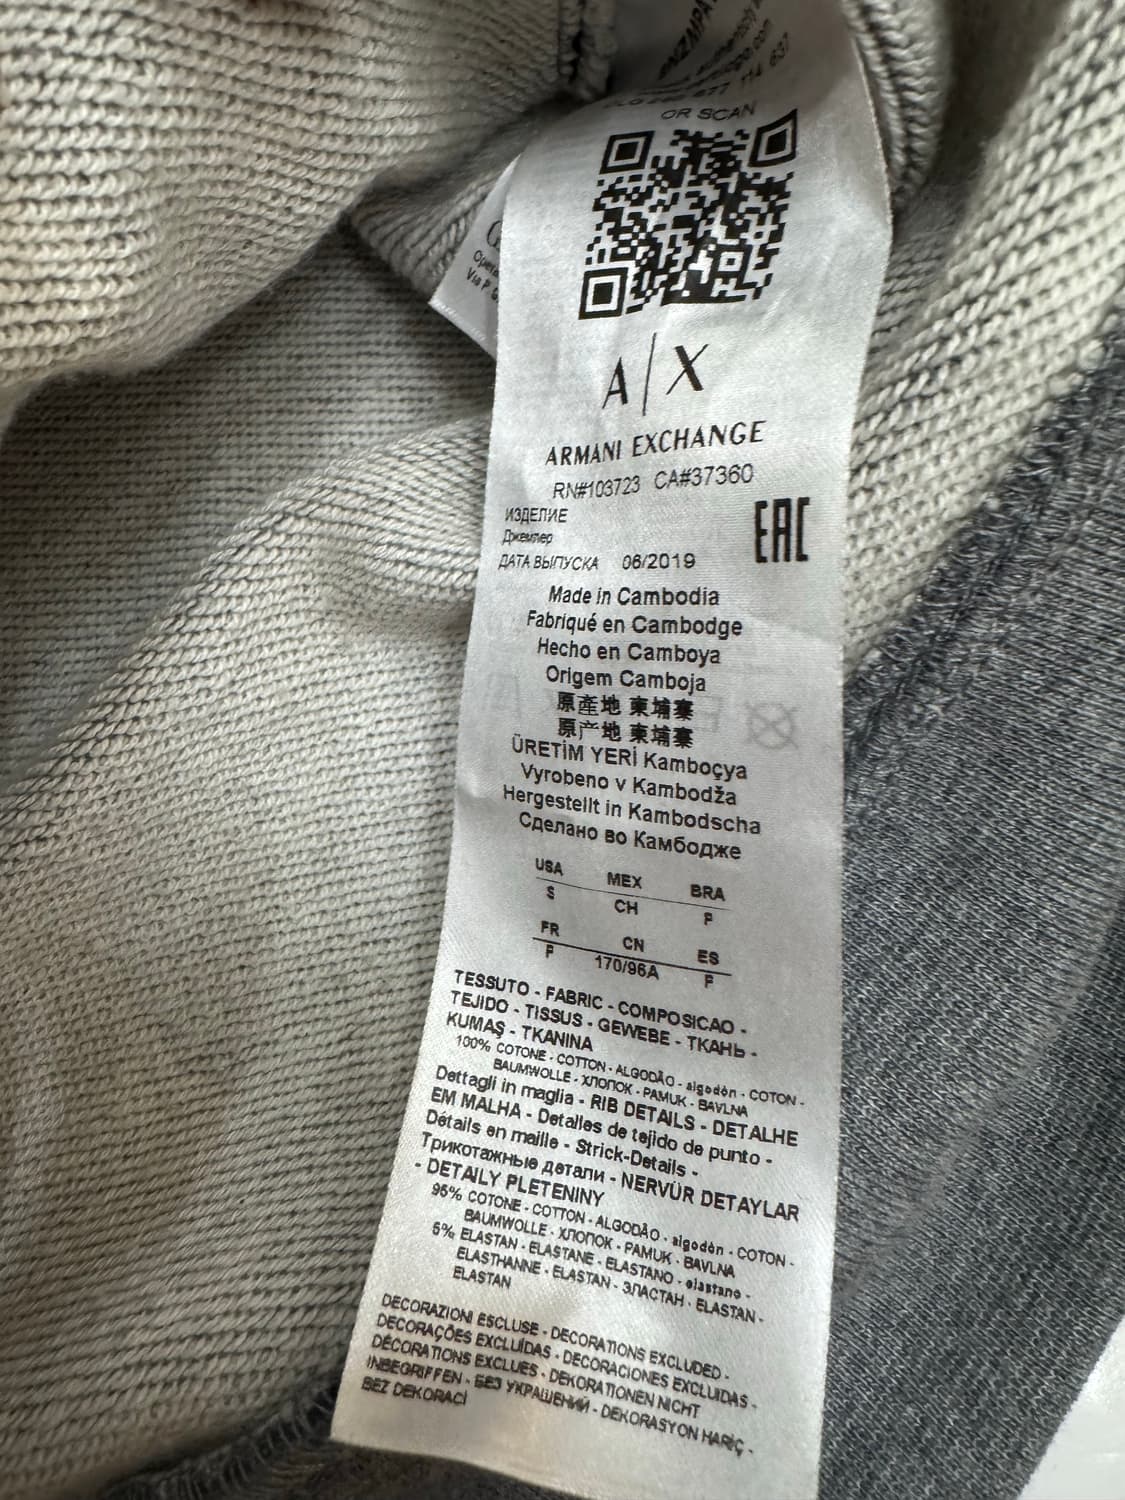 OR SCAN
A|X
ARMANI EXCHANGE
RN#103723 CA#37360
ИЗДЕЛИЕ
Джемпер
ДАТА ВЫПУСКА 06/2019
EAC
Made in Cambodia
Fabriqué en Cambodge
Hecho en Camboya
Origem Camboja
原產地 柬埔寨
原产地 柬埔寨
ÜRETİM YERİ Kamboçya
Vyrobeno v Kambodža
Hergestellt in Kambodscha
Сделано во Камбодже
USA MEX BRA
S CH P
FR CN ES
P 170/96A P
TESSUTO - FABRIC - COMPOSICAO -
TEJIDO - TISSUS - GEWEBE - ТКАНЬ -
KUMAŞ - TKANINA
100% COTONE - COTTON - ALGODÃO - algodón - COTON -
BAUMWOLLE - ХЛОПОК - PAMUK - BAVLNA
Dettagli in maglia - RIB DETAILS - DETALHE
EM MALHA - Detalles de tejido de punto -
Détails en maille - Strick-Details -
Трикотажные детали - NERVÜR DETAYLAR
- DETAILY PLETENINY
95% COTONE - COTTON - ALGODÃO - algodón - COTON -
BAUMWOLLE - ХЛОПОК - PAMUK - BAVLNA
5% ELASTAN - ELASTANE - ELASTANO - elastano -
ELASTHANNE - ELASTAN - ЭЛАСТАН - ELASTAN -
ELASTAN
DECORAZIONI ESCLUSE - DECORATIONS EXCLUDED -
DECORAÇÕES EXCLUÍDAS - DECORACIONES EXCLUIDAS -
DÉCORATIONS EXCLUES - DEKORATIONEN NICHT
INBEGRIFFEN - БЕЗ УКРАШЕНИЙ - DEKORASYON HARİÇ -
BEZ DEKORACÍ